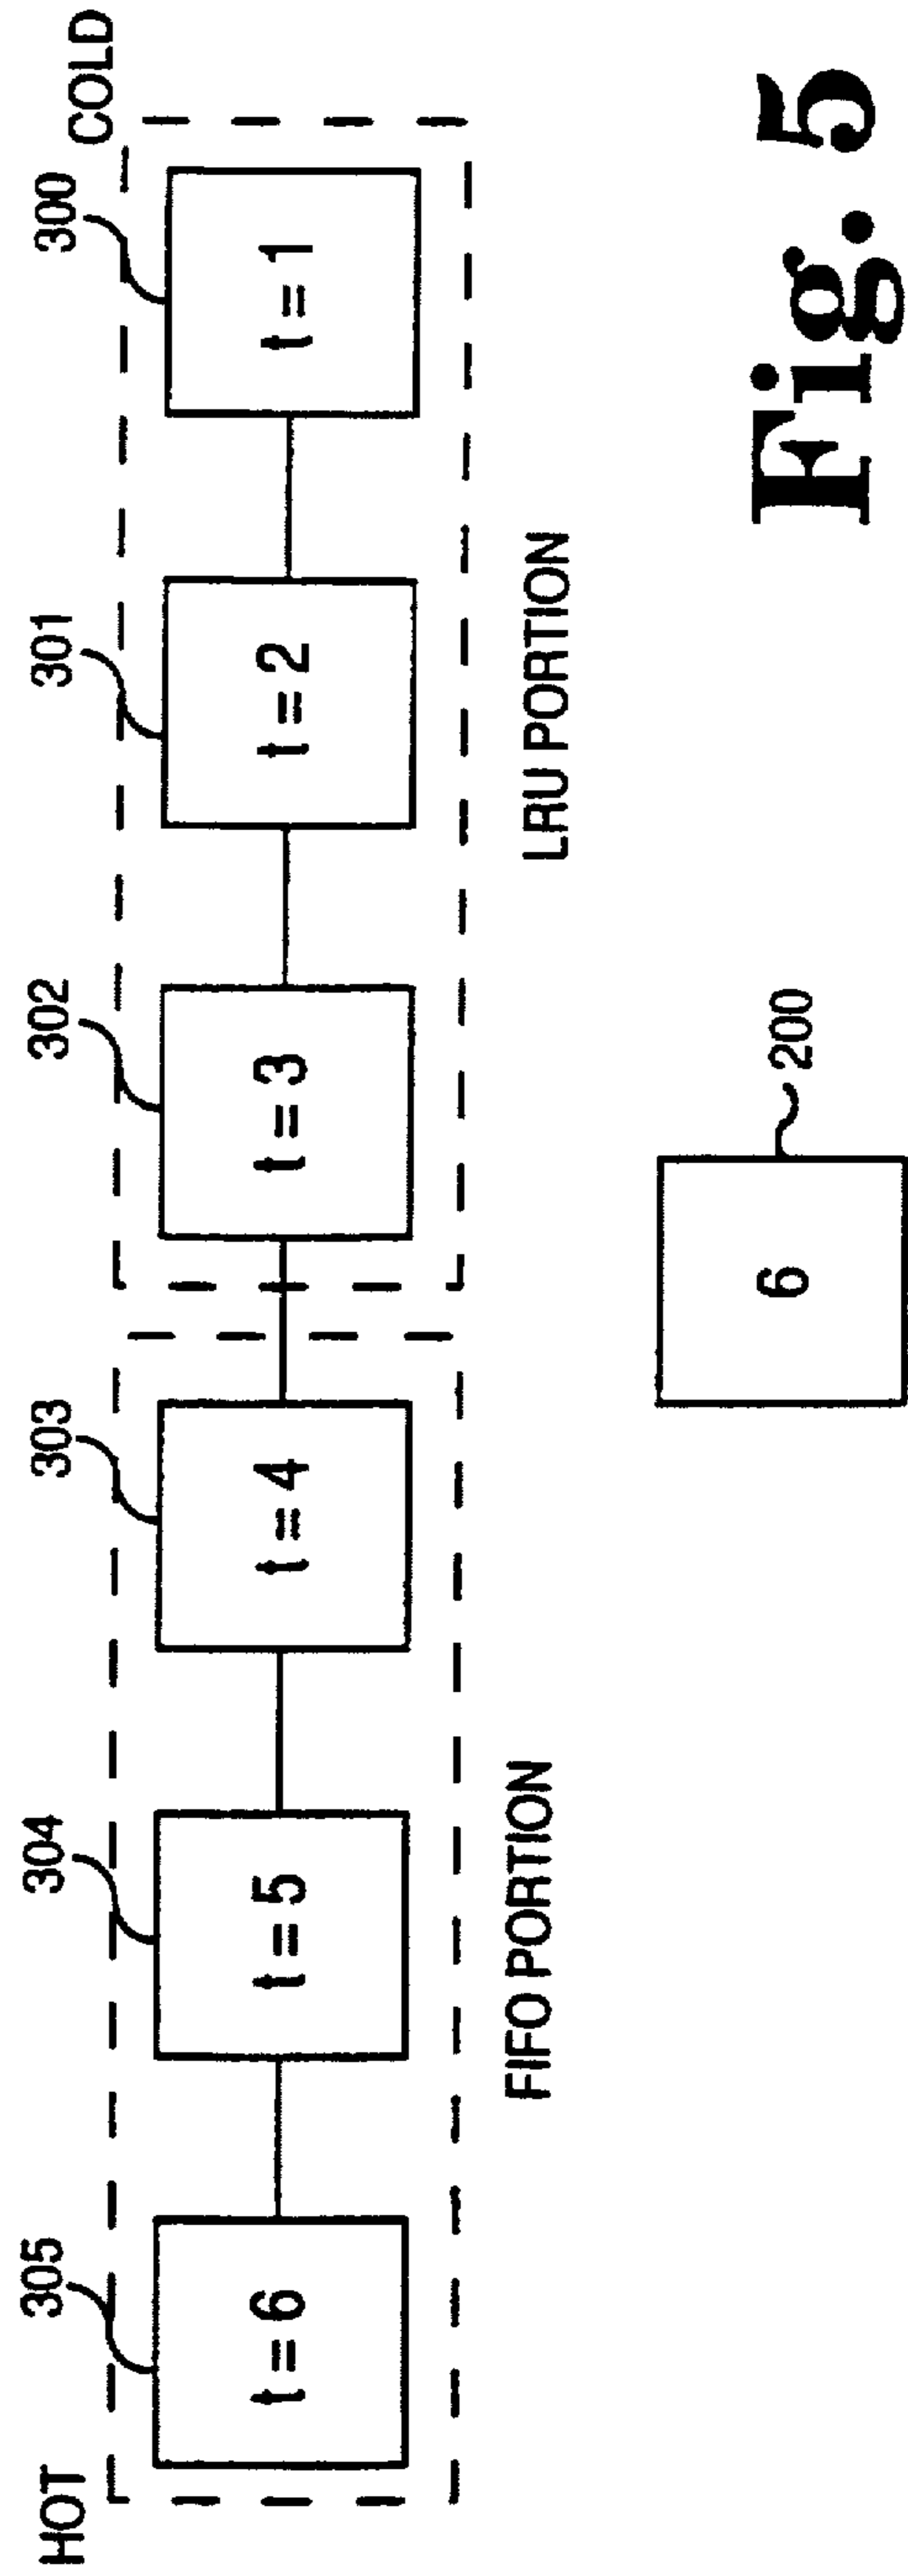 HOT
COLD
305
304
303
302
301
300
t = 6
t = 5
t = 4
t = 3
t = 2
t = 1
FIFO PORTION
LRU PORTION
6
200
Fig. 5